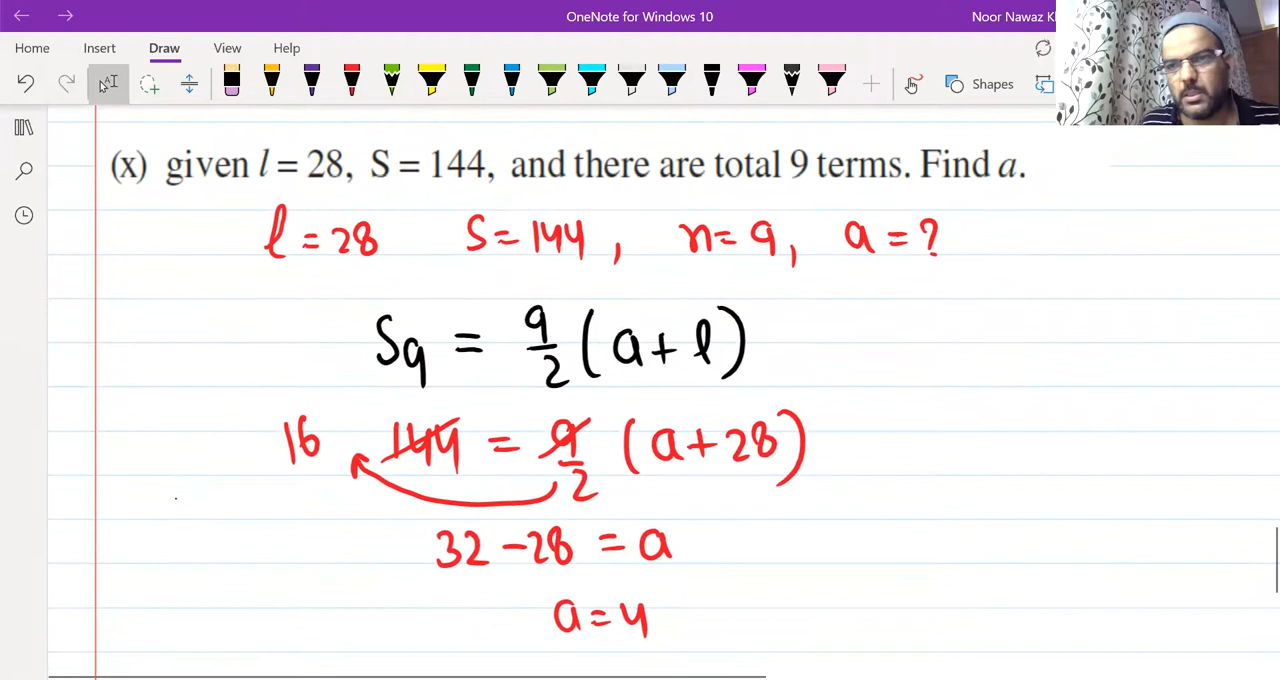 OneNote for Windows 10
Noor Nawaz Kh
Home Insert Draw View Help
Shapes
(x) given l = 28, S = 144, and there are total 9 terms. Find a.
l = 28 S = 144 , n = 9, a = ?
S9 = 9/2 (a + l)
16 144 = 9/2 (a + 28)
32 - 28 = a
a = 4